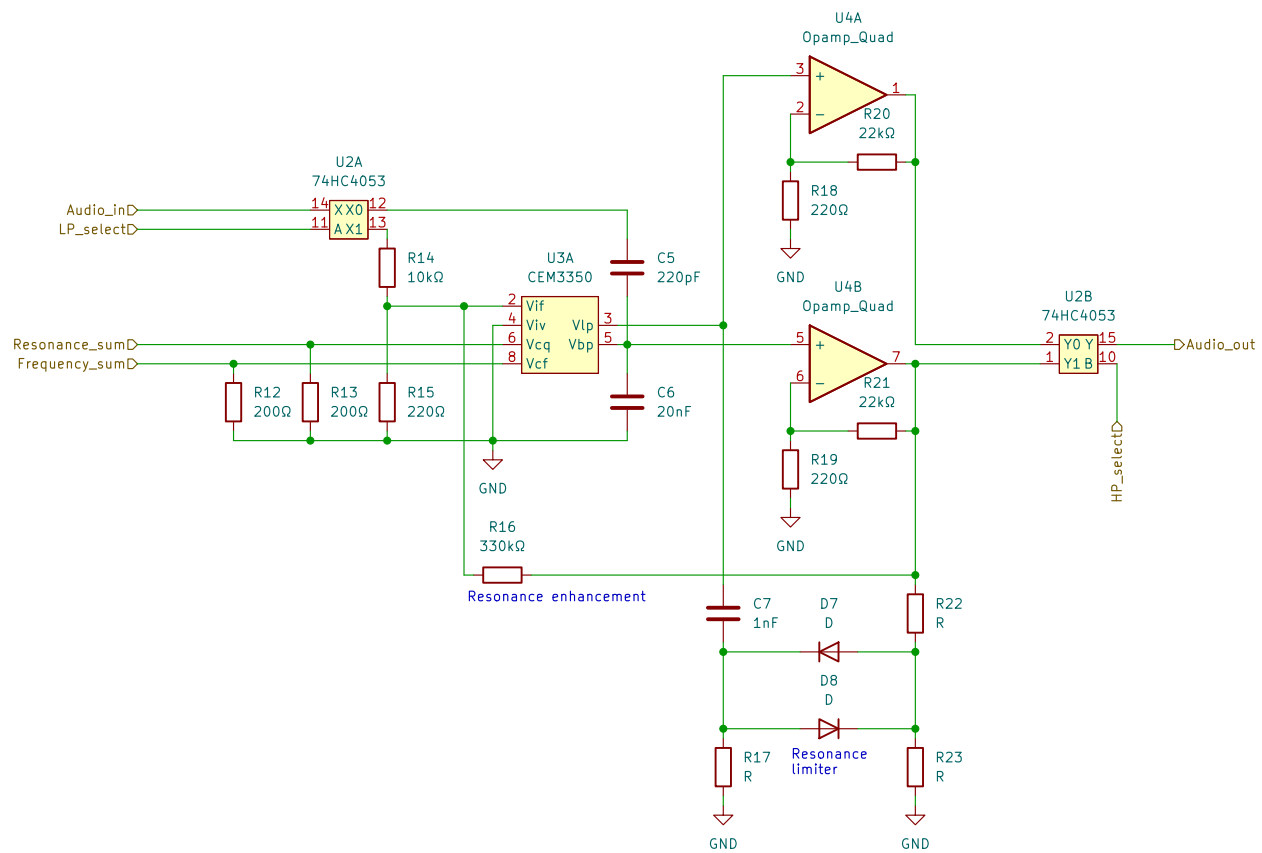 U4A
Opamp_Quad
3
+
1
2
−
R20
22kΩ
R18
220Ω
GND
U2A
74HC4053
Audio_in
14
X
X0
12
LP_select
11
A
X1
13
R14
10kΩ
U3A
CEM3350
C5
220pF
2
Vif
4
Viv
Vlp
3
Resonance_sum
6
Vcq
Vbp
5
Frequency_sum
8
Vcf
U4B
Opamp_Quad
5
+
7
6
−
R21
22kΩ
R19
220Ω
GND
U2B
74HC4053
2
Y0
Y
15
Audio_out
1
Y1
B
10
HP_select
R12
200Ω
R13
200Ω
R15
220Ω
C6
20nF
GND
R16
330kΩ
Resonance enhancement
C7
1nF
D7
D
R22
R
D8
D
Resonance
limiter
R17
R
R23
R
GND
GND